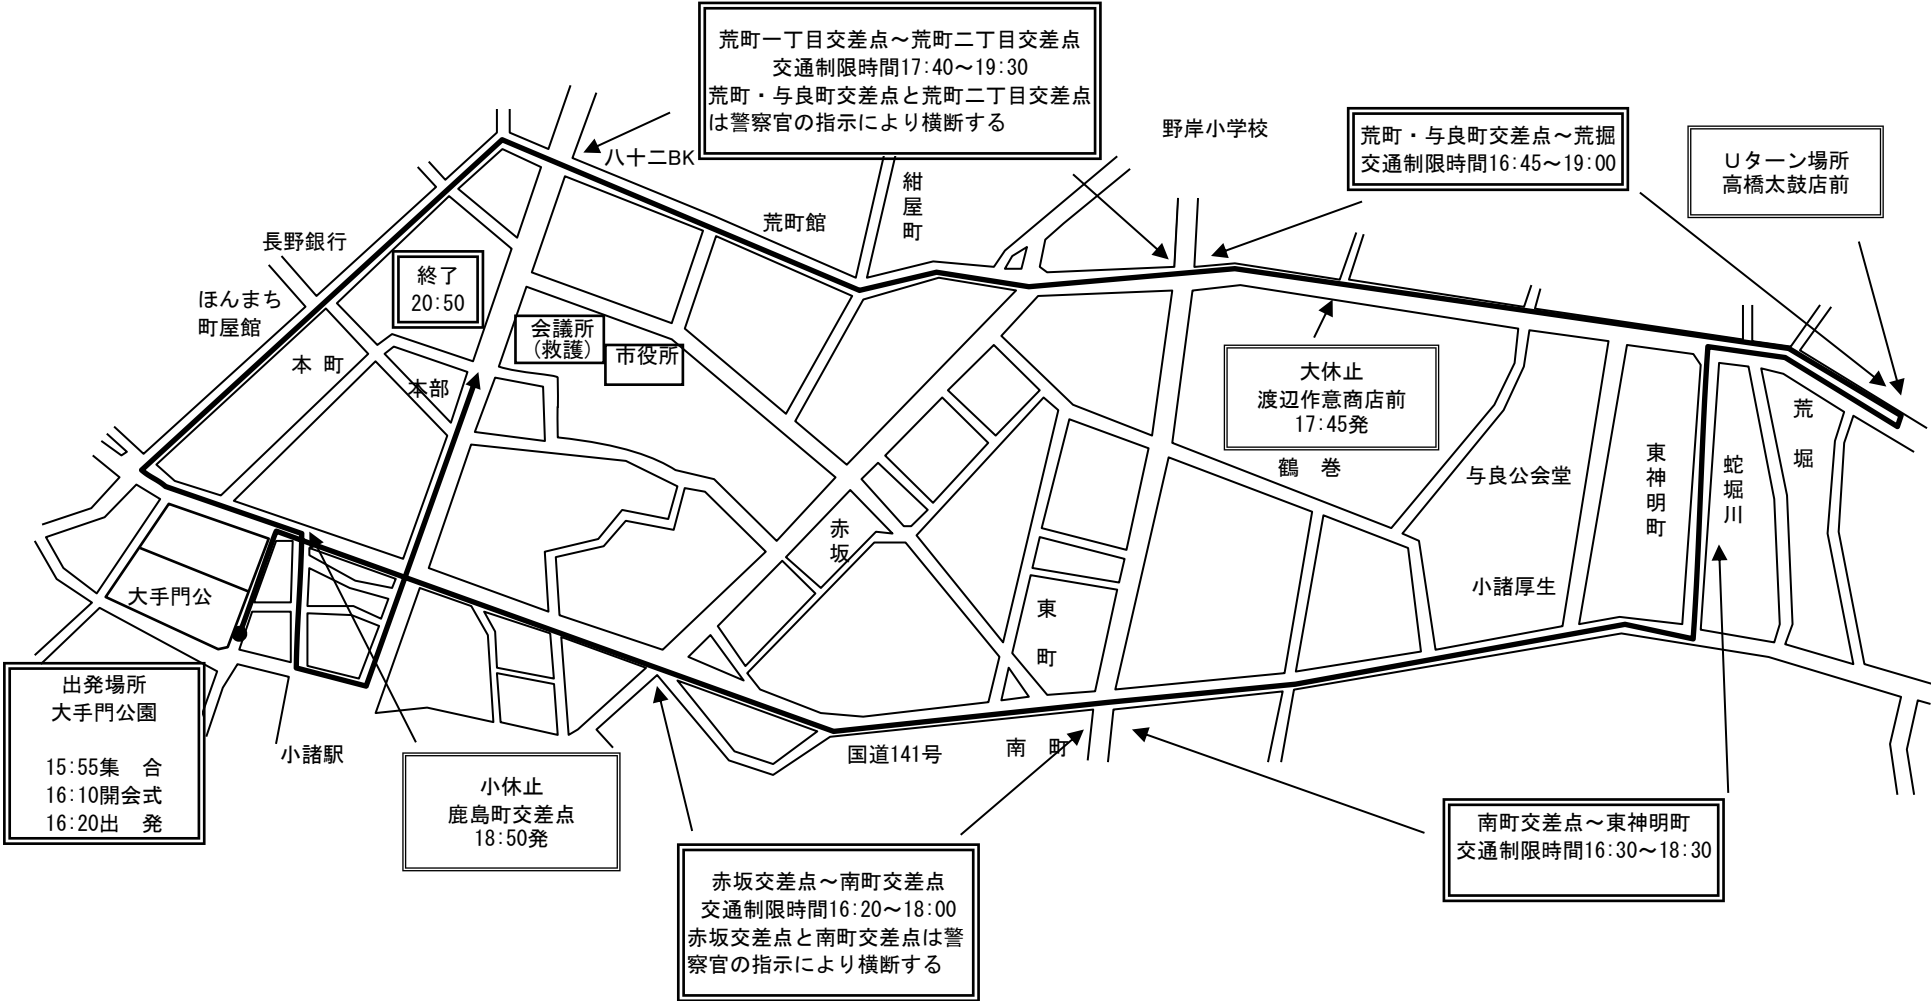 荒町一丁目交差点～荒町二丁目交差点
交通制限時間17:40～19:30
荒町・与良町交差点と荒町二丁目交差点
は警察官の指示により横断する
野岸小学校
荒町・与良町交差点～荒掘
交通制限時間16:45～19:00
Uターン場所
高橋太鼓店前
八十二BK
紺屋町
荒町館
長野銀行
終了
20:50
ほんまち
町屋館
会議所
(救護)
市役所
本 町
本部
大休止
渡辺作意商店前
17:45発
鶴 巻
与良公会堂
東神明町
蛇堀川
荒 堀
赤坂
小諸厚生
東 町
大手門公
出発場所
大手門公園
15:55集 合
16:10開会式
16:20出 発
小諸駅
小休止
鹿島町交差点
18:50発
国道141号
南 町
赤坂交差点～南町交差点
交通制限時間16:20～18:00
赤坂交差点と南町交差点は警
察官の指示により横断する
南町交差点～東神明町
交通制限時間16:30～18:30